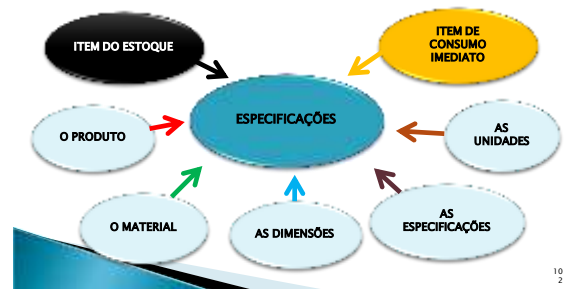 ITEM DO ESTOQUE
ITEM DE
CONSUMO
IMEDIATO
ESPECIFICAÇÕES
O PRODUTO
AS
UNIDADES
O MATERIAL
AS DIMENSÕES
AS
ESPECIFICAÇÕES
10
2